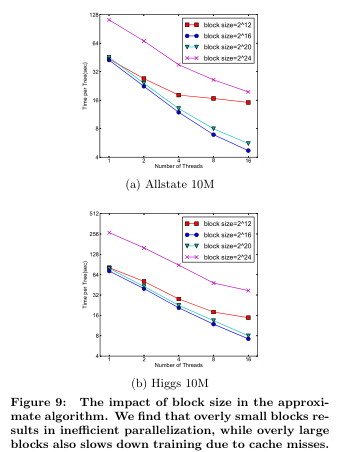 128
64
32
16
8
4
Time per Tree(sec)
block size=2^12
block size=2^16
block size=2^20
block size=2^24
1 2 4 8 16
Number of Threads
(a) Allstate 10M
512
256
128
64
32
16
8
4
Time per Tree(sec)
block size=2^12
block size=2^16
block size=2^20
block size=2^24
1 2 4 8 16
Number of Threads
(b) Higgs 10M
Figure 9: The impact of block size in the approxi-
mate algorithm. We find that overly small blocks re-
sults in inefficient parallelization, while overly large
blocks also slows down training due to cache misses.